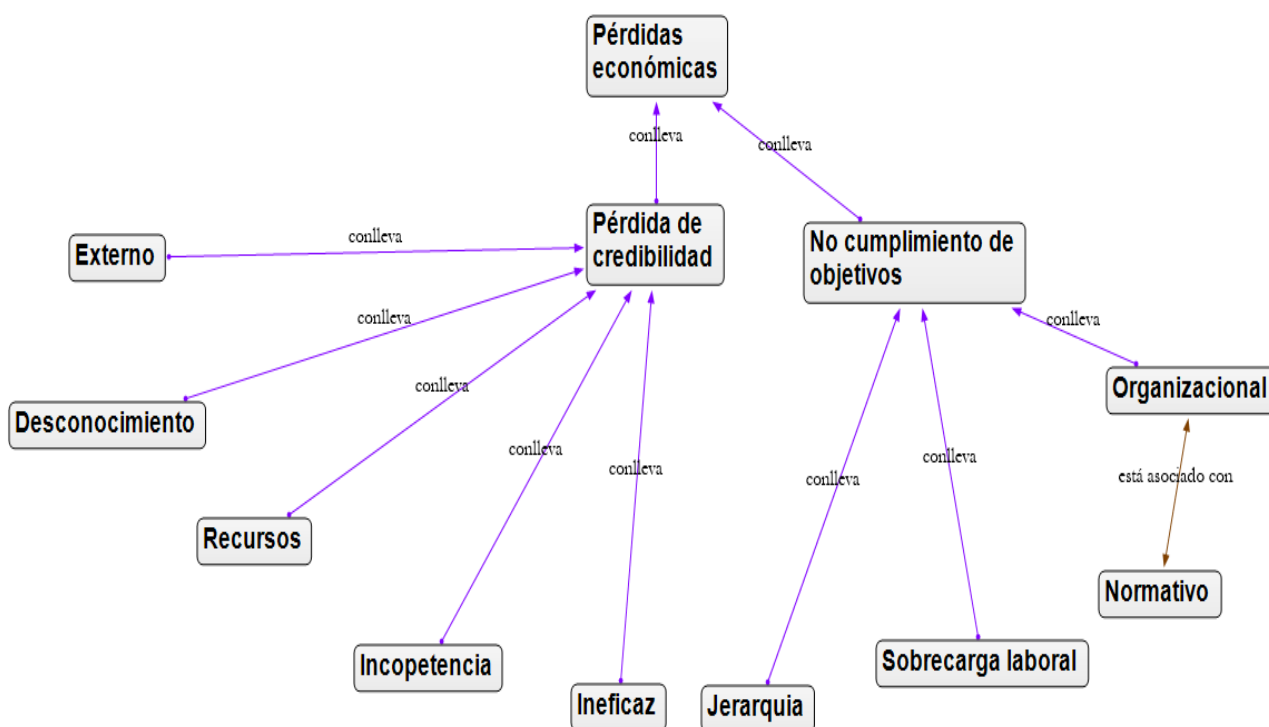 Pérdidas
económicas
conlleva
conlleva
Pérdida de
credibilidad
No cumplimiento de
objetivos
Externo
conlleva
conlleva
conlleva
conlleva
conlleva
conlleva
conlleva
conlleva
Organizacional
Desconocimiento
está asociado con
Recursos
Normativo
Incopetencia
Ineficaz
Jerarquia
Sobrecarga laboral